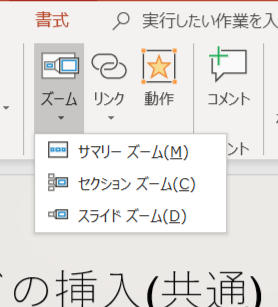 書式
実行したい作業を入
ズーム
リンク
動作
コメント
サマリー ズーム(M)
セクション ズーム(C)
スライド ズーム(D)
ント
の挿入(共通)